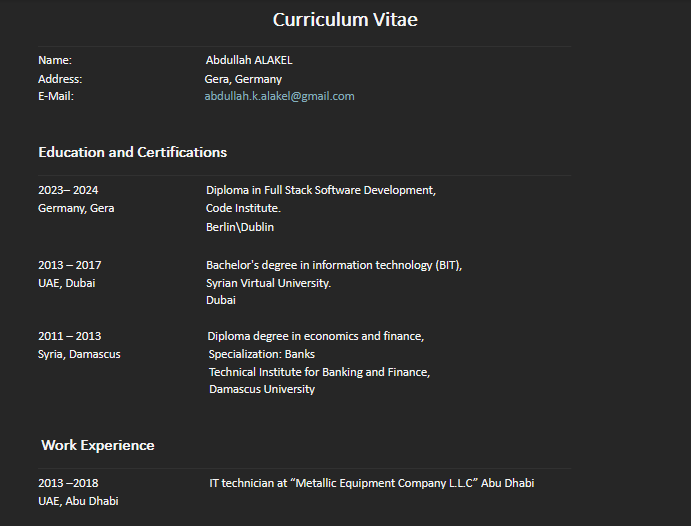 Curriculum Vitae
Name: Abdullah ALAKEL
Address: Gera, Germany
E-Mail: abdullah.k.alakel@gmail.com
Education and Certifications
2023– 2024 Diploma in Full Stack Software Development,
Germany, Gera Code Institute.
Berlin\Dublin
2013 – 2017 Bachelor's degree in information technology (BIT),
UAE, Dubai Syrian Virtual University.
Dubai
2011 – 2013 Diploma degree in economics and finance,
Syria, Damascus Specialization: Banks
Technical Institute for Banking and Finance,
Damascus University
Work Experience
2013 –2018 IT technician at “Metallic Equipment Company L.L.C” Abu Dhabi
UAE, Abu Dhabi